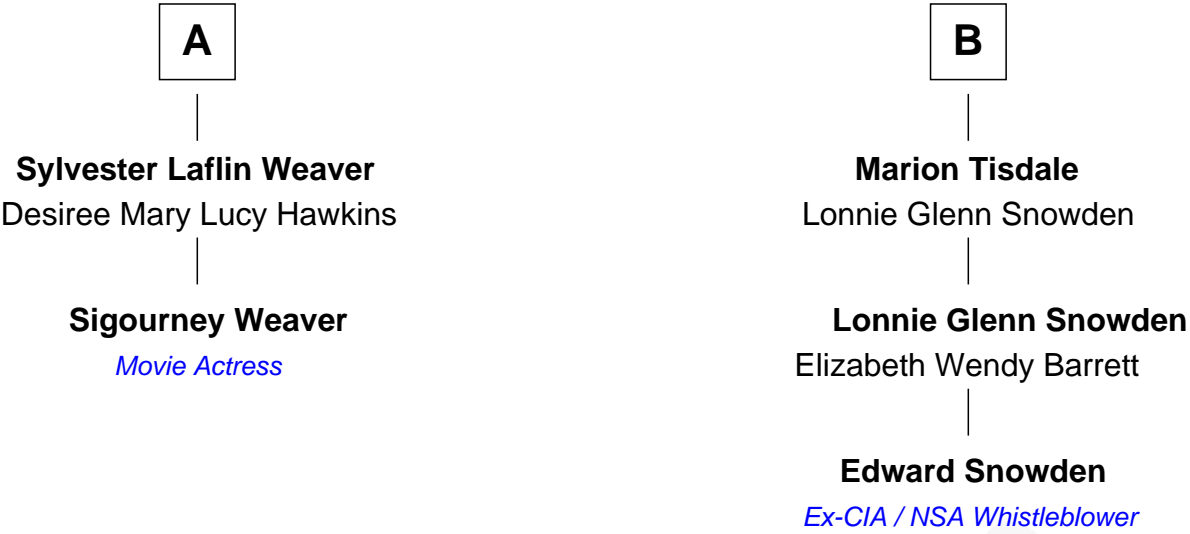 A
Sylvester Laflin Weaver
Desiree Mary Lucy Hawkins
Sigourney Weaver
Movie Actress
B
Marion Tisdale
Lonnie Glenn Snowden
Lonnie Glenn Snowden
Elizabeth Wendy Barrett
Edward Snowden
Ex-CIA / NSA Whistleblower